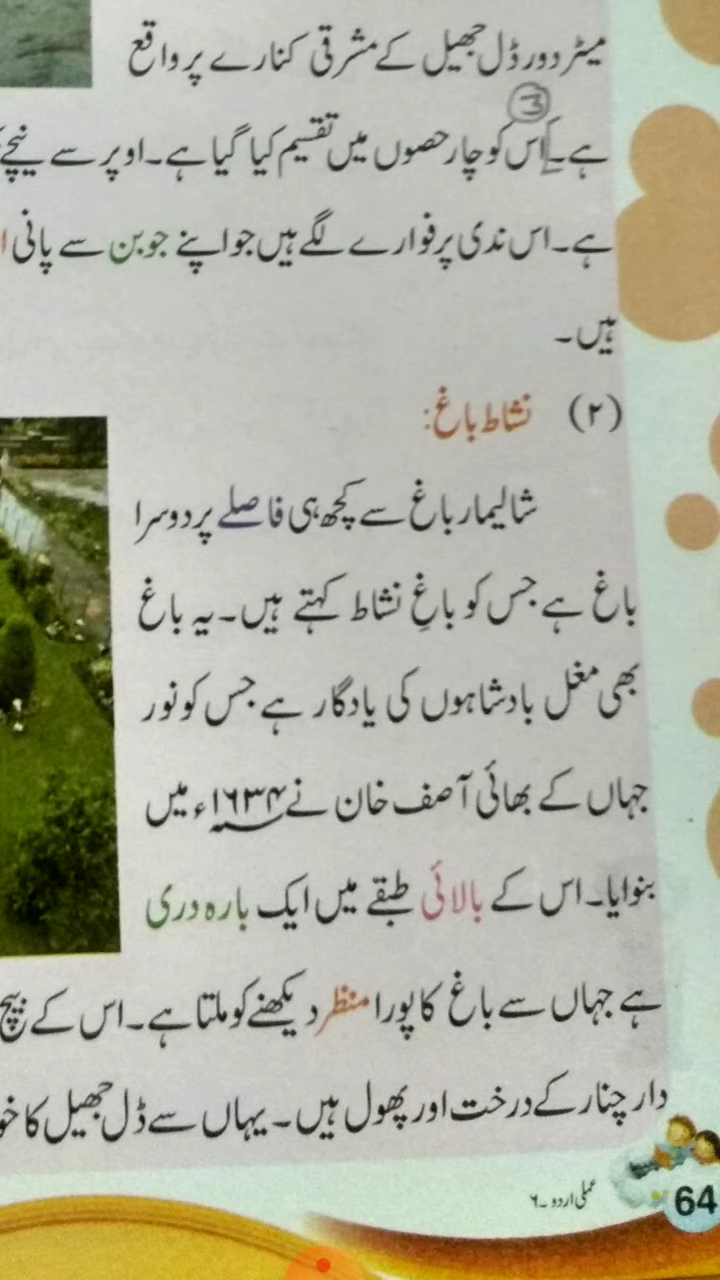 میٹر دور ڈل جھیل کے مشرقی کنارے پر واقع
3
ہے۔ اس کو چار حصوں میں تقسیم کیا گیا ہے۔ اوپر سے نیچے
ہے۔ اس ندی پر فوارے لگے ہیں جو اپنے جوبن سے پانی
ہیں۔
(۲) نشاط باغ:
شالیمار باغ سے کچھ ہی فاصلے پر دوسرا
باغ ہے جس کو باغِ نشاط کہتے ہیں۔ یہ باغ
بھی مغل بادشاہوں کی یادگار ہے جس کو نور
جہاں کے بھائی آصف خان نے ۱۶۳۴ء میں
بنوایا۔ اس کے بالائی طبقے میں ایک بارہ دری
ہے جہاں سے باغ کا پورا منظر دیکھنے کو ملتا ہے۔ اس کے بیچ
دار چنار کے درخت اور پھول ہیں۔ یہاں سے ڈل جھیل کا
عملی اردو ۔ ۶
64